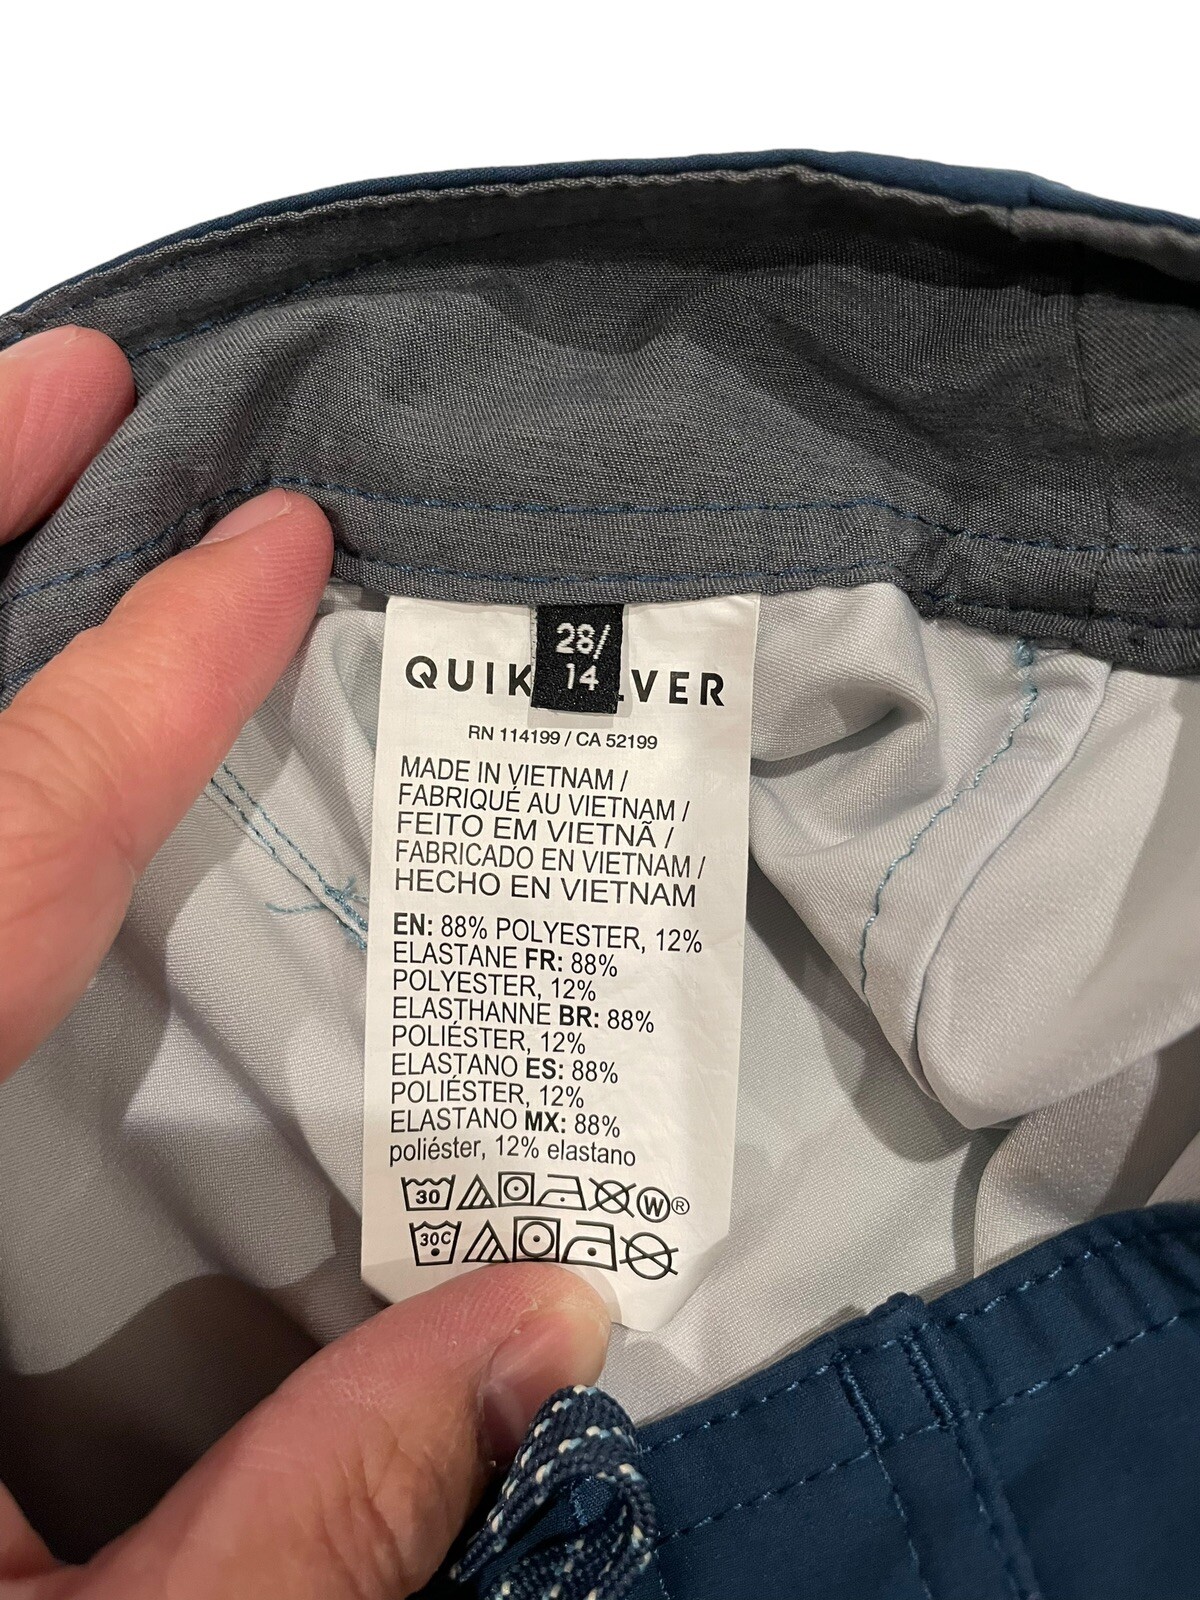 28/
14
QUIK LVER
RN 114199 / CA 52199
MADE IN VIETNAM /
FABRIQUÉ AU VIETNAM /
FEITO EM VIETNÃ /
FABRICADO EN VIETNAM /
HECHO EN VIETNAM
EN: 88% POLYESTER, 12%
ELASTANE FR: 88%
POLYESTER, 12%
ELASTHANNE BR: 88%
POLIÉSTER, 12%
ELASTANO ES: 88%
POLIÉSTER, 12%
ELASTANO MX: 88%
poliéster, 12% elastano
30 W®
30C